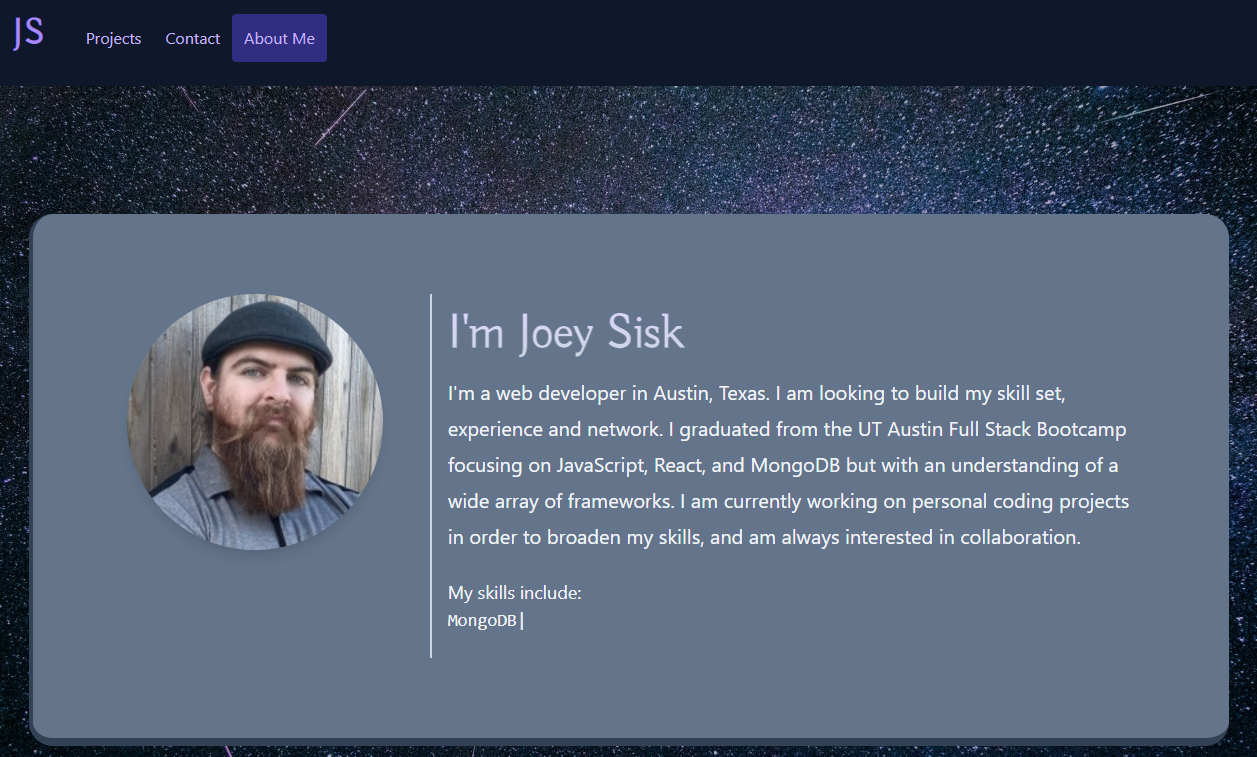 JS
Projects Contact About Me
I'm Joey Sisk
I'm a web developer in Austin, Texas. I am looking to build my skill set,
experience and network. I graduated from the UT Austin Full Stack Bootcamp
focusing on JavaScript, React, and MongoDB but with an understanding of a
wide array of frameworks. I am currently working on personal coding projects
in order to broaden my skills, and am always interested in collaboration.
My skills include:
MongoDB